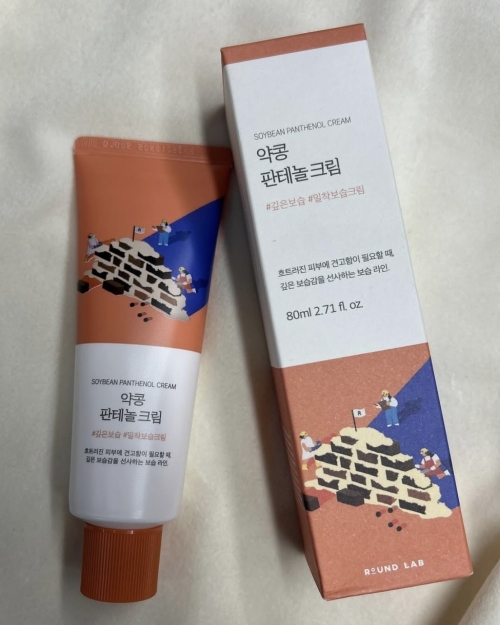 SOYBEAN PANTHENOL CREAM
약콩
판테놀 크림
#깊은보습 #밀착보습크림
흐트러진 피부에 견고함이 필요할 때,
깊은 보습감을 선사하는 보습 라인.
80ml 2.71 fl. oz.
R
ROUND LAB
R
SOYBEAN PANTHENOL CREAM
약콩
판테놀 크림
#깊은보습 #밀착보습크림
흐트러진 피부에 견고함이 필요할 때,
깊은 보습감을 선사하는 보습 라인.